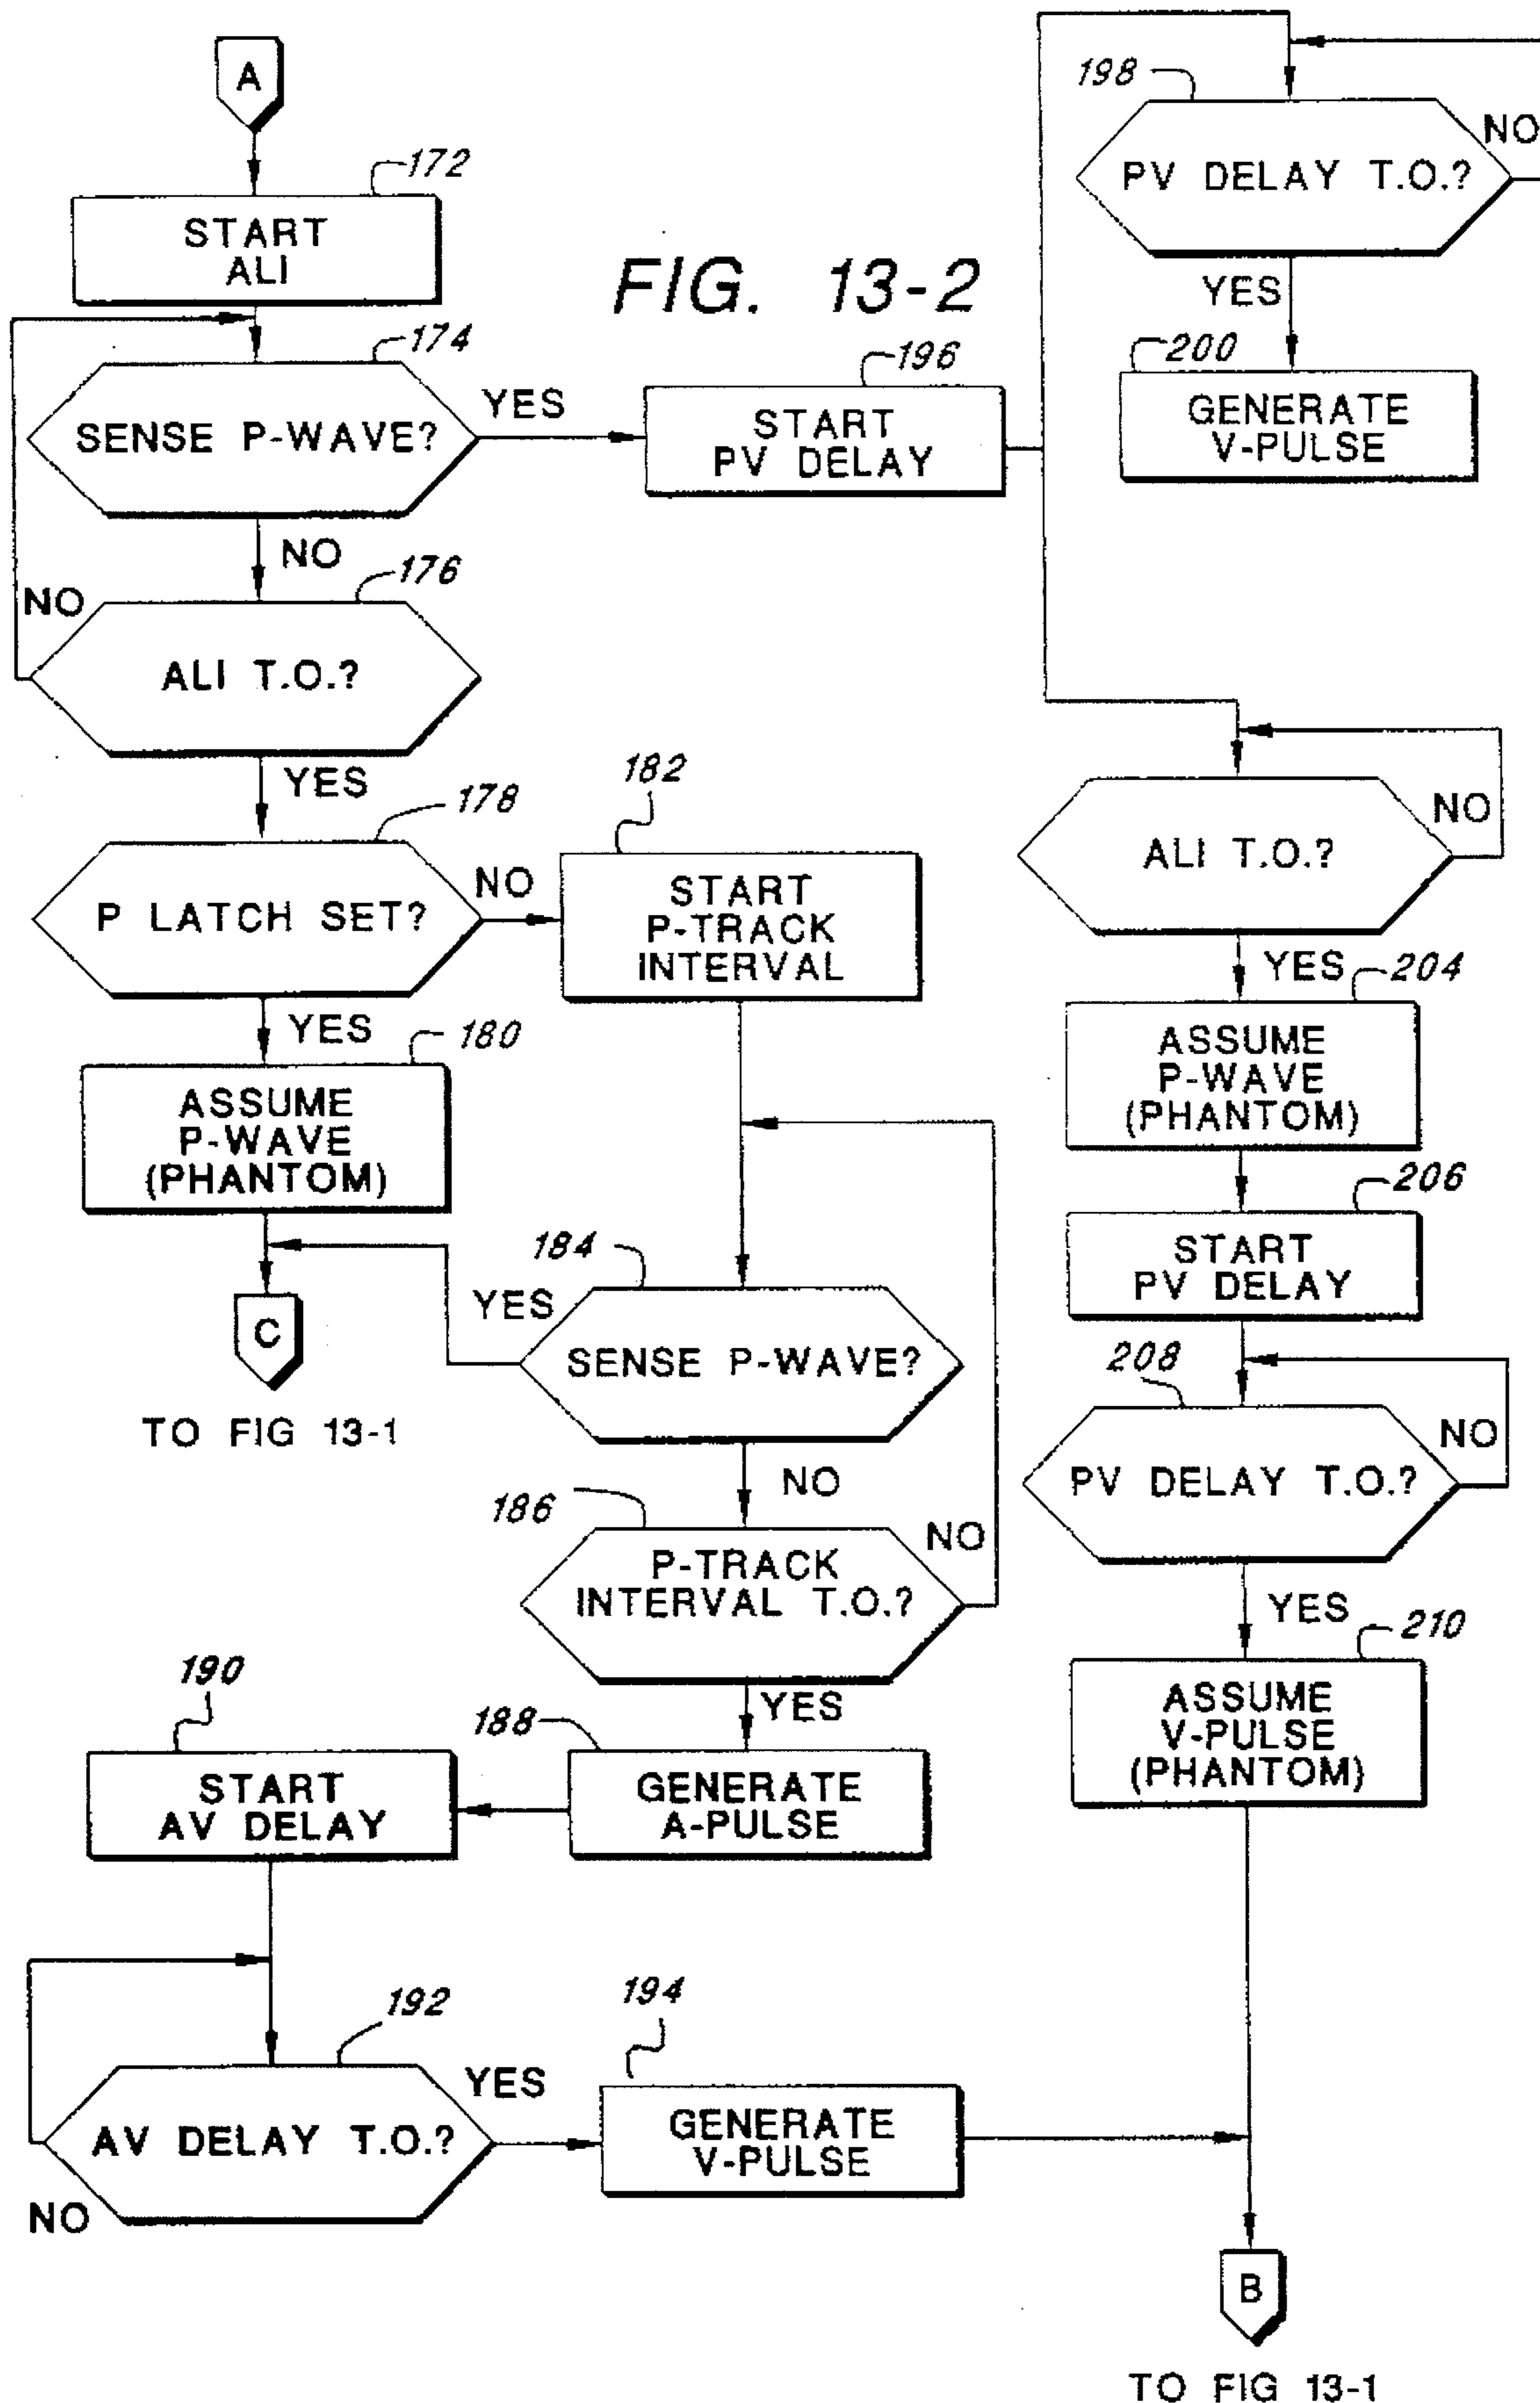 A
172
START
ALI
FIG. 13-2
174
SENSE P-WAVE?
YES
NO
196
START
PV DELAY
198
PV DELAY T.O.?
NO
YES
200
GENERATE
V-PULSE
176
NO
ALI T.O.?
YES
178
P LATCH SET?
NO
YES
182
START
P-TRACK
INTERVAL
180
ASSUME
P-WAVE
(PHANTOM)
C
TO FIG 13-1
184
YES
SENSE P-WAVE?
NO
186
NO
P-TRACK
INTERVAL T.O.?
YES
188
GENERATE
A-PULSE
190
START
AV DELAY
192
AV DELAY T.O.?
YES
NO
194
GENERATE
V-PULSE
ALI T.O.?
NO
YES
204
ASSUME
P-WAVE
(PHANTOM)
206
START
PV DELAY
208
PV DELAY T.O.?
NO
YES
210
ASSUME
V-PULSE
(PHANTOM)
B
TO FIG 13-1